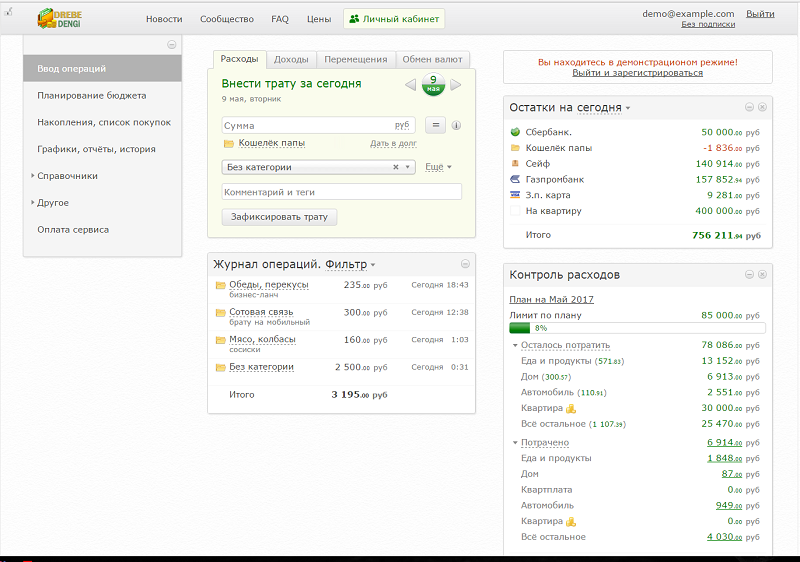 DREBE
DENGI
Новости Сообщество FAQ Цены Личный кабинет
demo@example.com Выйти
Без подписки
Ввод операций
Планирование бюджета
Накопления, список покупок
Графики, отчёты, история
Справочники
Другое
Оплата сервиса
Расходы Доходы Перемещения Обмен валют
Внести трату за сегодня
9 мая, вторник
9
мая
Сумма руб =
Кошелёк папы Дать в долг
Без категории Ещё
Комментарий и теги
Зафиксировать трату
Журнал операций. Фильтр
Обеды, перекусы 235.00 руб Сегодня 18:43
бизнес-ланч
Сотовая связь 300.00 руб Сегодня 12:38
брату на мобильный
Мясо, колбасы 160.00 руб Сегодня 1:03
сосиски
Без категории 2 500.00 руб Сегодня 0:31
Итого 3 195.00 руб
Вы находитесь в демонстрационом режиме!
Выйти и зарегистрироваться
Остатки на сегодня
Сбербанк. 50 000.00 руб
Кошелёк папы -1 836.00 руб
Сейф 140 914.00 руб
Газпромбанк 157 852.94 руб
З.п. карта 9 281.00 руб
На квартиру 400 000.00 руб
Итого 756 211.94 руб
Контроль расходов
План на Май 2017
Лимит по плану 85 000.00 руб
8%
Осталось потратить 78 086.00 руб
Еда и продукты (571.83) 13 152.00 руб
Дом (300.57) 6 913.00 руб
Автомобиль (110.91) 2 551.00 руб
Квартира 30 000.00 руб
Всё остальное (1 107.39) 25 470.00 руб
Потрачено 6 914.00 руб
Еда и продукты 1 848.00 руб
Дом 87.00 руб
Квартплата 0.00 руб
Автомобиль 949.00 руб
Квартира 0.00 руб
Всё остальное 4 030.00 руб